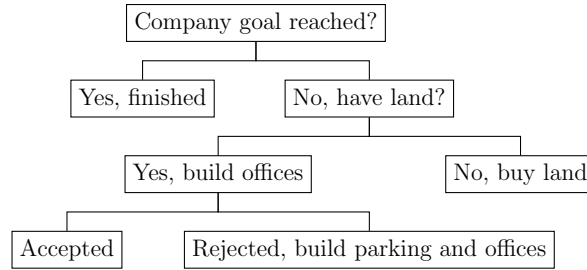 Company goal reached?
Yes, finished
No, have land?
Yes, build offices
No, buy land
Accepted
Rejected, build parking and offices